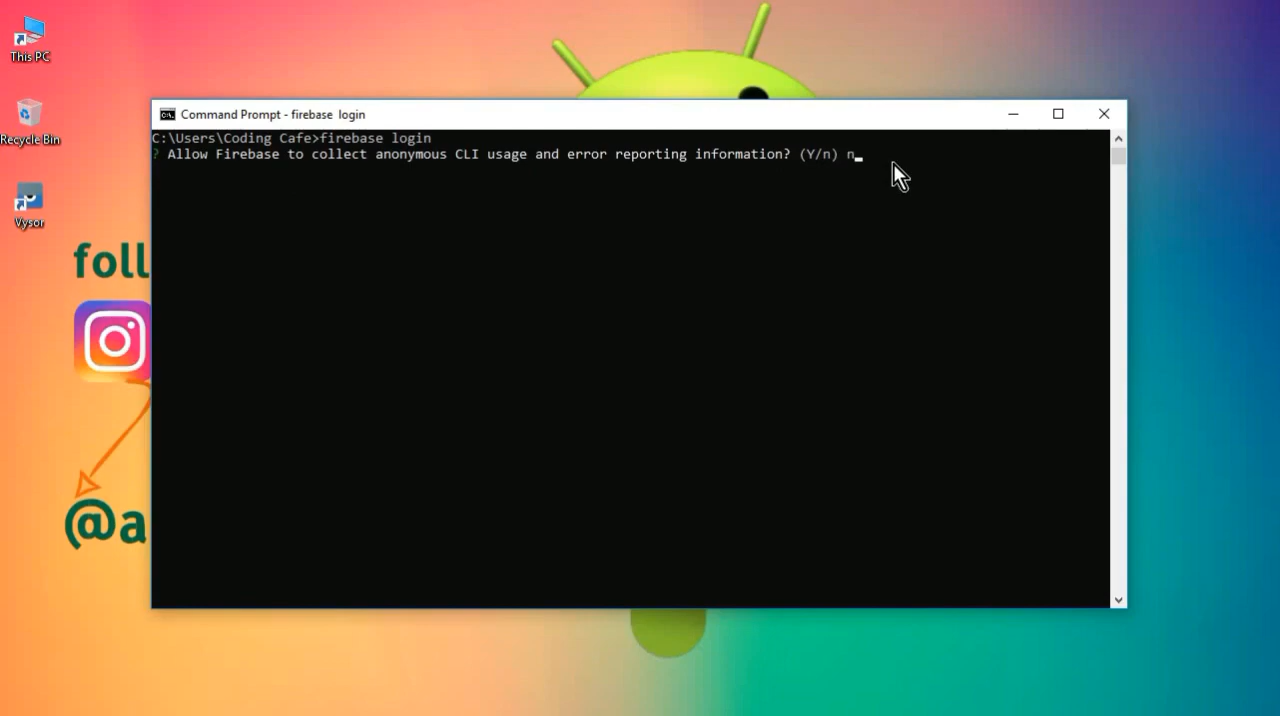 This PC
Recycle Bin
Vysor
foll
@a
Command Prompt - firebase login
C:\Users\Coding Cafe>firebase login
? Allow Firebase to collect anonymous CLI usage and error reporting information? (Y/n) n